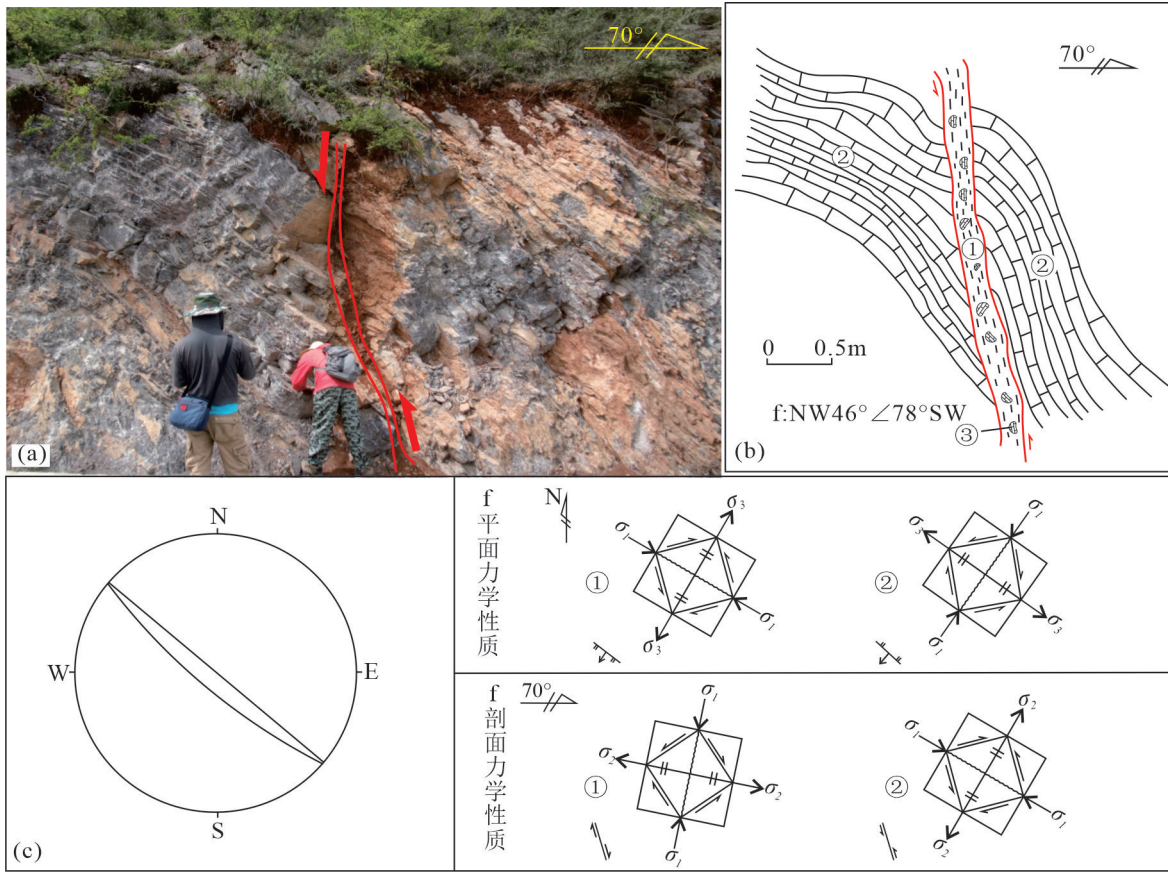 70°
(a)
70°
②
①
②
0 0.5m
f:NW46°∠78°SW
③
(b)
N
W
E
S
(c)
f平面力学性质
N
①
σ₁
σ₃
σ₃
σ₁
②
σ₃
σ₁
σ₁
σ₃
f剖面力学性质
70°
①
σ₁
σ₂
σ₂
σ₁
②
σ₁
σ₂
σ₂
σ₁